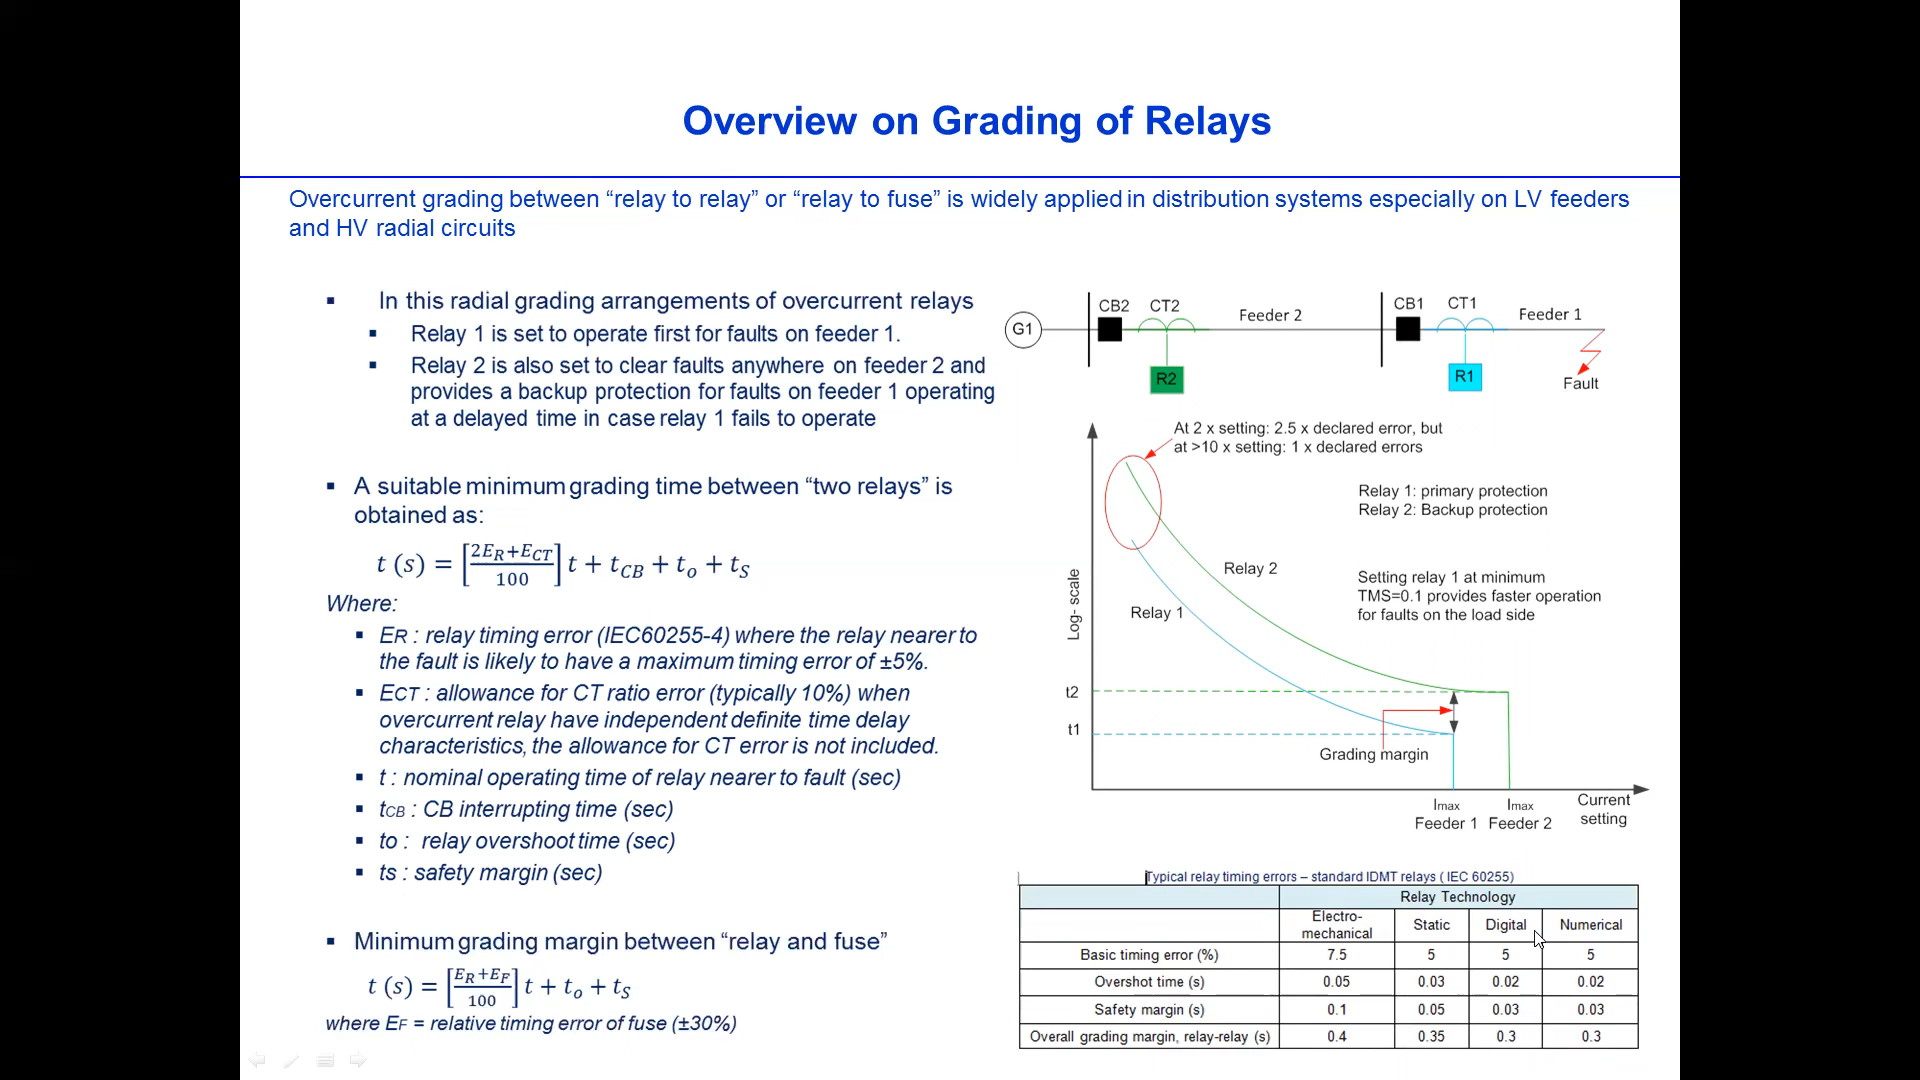 Overview on Grading of Relays
Overcurrent grading between “relay to relay” or “relay to fuse” is widely applied in distribution systems especially on LV feeders
and HV radial circuits
▪ In this radial grading arrangements of overcurrent relays
▪ Relay 1 is set to operate first for faults on feeder 1.
▪ Relay 2 is also set to clear faults anywhere on feeder 2 and
provides a backup protection for faults on feeder 1 operating
at a delayed time in case relay 1 fails to operate
▪ A suitable minimum grading time between “two relays” is
obtained as:
t (s) = [(2E_R+E_CT)/100] t + t_CB + t_o + t_S
Where:
▪ ER : relay timing error (IEC60255-4) where the relay nearer to
the fault is likely to have a maximum timing error of ±5%.
▪ ECT : allowance for CT ratio error (typically 10%) when
overcurrent relay have independent definite time delay
characteristics, the allowance for CT error is not included.
▪ t : nominal operating time of relay nearer to fault (sec)
▪ tCB : CB interrupting time (sec)
▪ to : relay overshoot time (sec)
▪ ts : safety margin (sec)
▪ Minimum grading margin between “relay and fuse”
t (s) = [(E_R+E_F)/100] t + t_o + t_S
where EF = relative timing error of fuse (±30%)
G1
CB2 CT2
Feeder 2
CB1 CT1
Feeder 1
R2
R1
Fault
At 2 x setting: 2.5 x declared error, but
at >10 x setting: 1 x declared errors
Relay 1: primary protection
Relay 2: Backup protection
Relay 2
Relay 1
Setting relay 1 at minimum
TMS=0.1 provides faster operation
for faults on the load side
Log- scale
t2
t1
Grading margin
Imax
Feeder 1
Imax
Feeder 2
Current
setting
Typical relay timing errors – standard IDMT relays ( IEC 60255)
Relay Technology
Electro-
mechanical Static Digital Numerical
Basic timing error (%) 7.5 5 5 5
Overshot time (s) 0.05 0.03 0.02 0.02
Safety margin (s) 0.1 0.05 0.03 0.03
Overall grading margin, relay-relay (s) 0.4 0.35 0.3 0.3